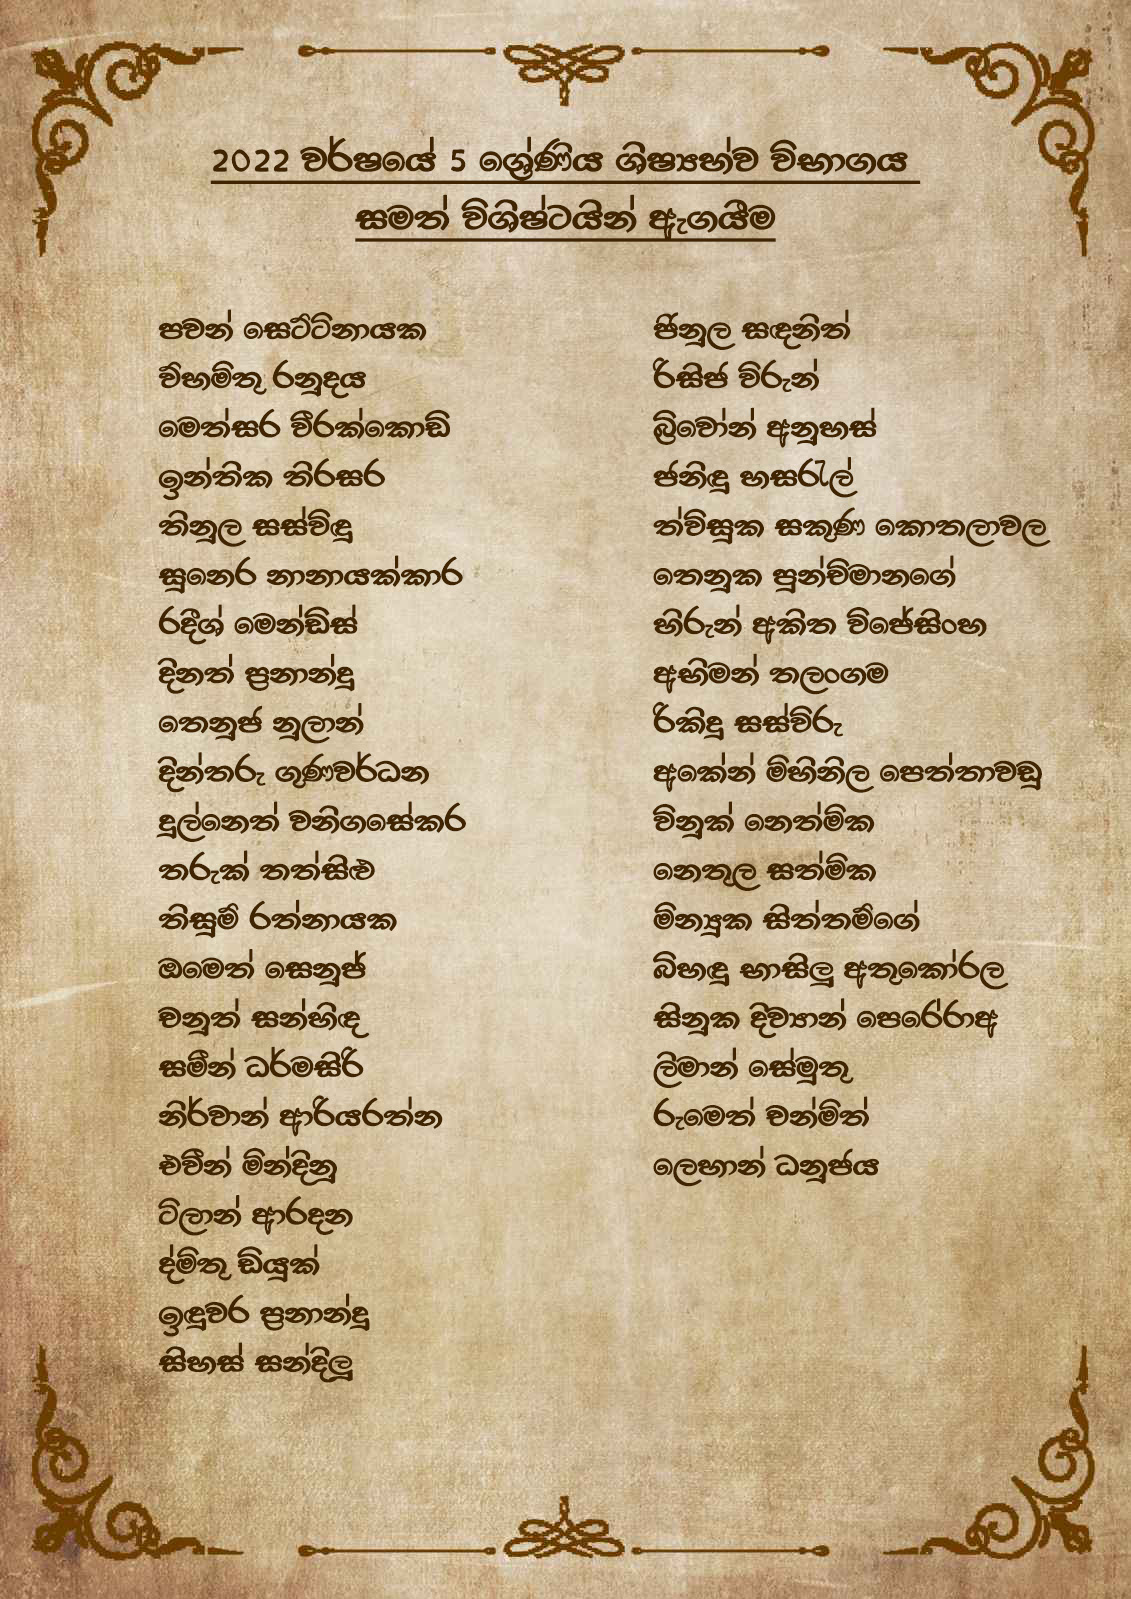 2022 වර්ෂයේ 5 ශ්‍රේණිය ශිෂ්‍යහ්ව විභාගය
සමත් විශිෂ්ටයින් ඇගයීම
පවන් සෙට්ටිනායක
විහම්තු රනුදය
මෙත්සර වීරක්කොඩි
ඉන්තික තිරසර
තිනුල සස්විඳු
සුනෙර නානායක්කාර
රදීශ් මෙන්ඩිස්
දිනත් ප්‍රනාන්දු
තෙනුජ නුලාන්
දින්තරු ගුණවර්ධන
දුල්නෙත් වනිගසේකර
තරුක් තත්සිළු
තිසුම් රත්නායක
ඔමෙත් සෙනුජ්
චනුත් සන්හිඳ
සමීන් ධර්මසිරි
නිර්වාන් ආරියරත්න
එවීන් මින්දිනු
ටිලාන් ආරදන
ද්මිතු ඩියුක්
ඉඳුවර ප්‍රනාන්දු
සිහස් සන්දිලු
ජිනුල සඳනිත්
රිසිජ විරුන්
බ්‍රිවෝන් අනුහස්
ජනිඳු හසරැල්
ත්විසුක සකුණ කොතලාවල
තෙනුක පුන්චිමානගේ
හිරුන් අකිත විජේසිංහ
අභිමන් තලංගම
රිකිදු සස්විරු
අකේන් මිහිනිල පෙත්තාවඩු
විනුක් නෙත්මික
නෙතුල සත්මික
මින්‍යුක සිත්තම්ගේ
බිහඳු භාසිලු අතුකෝරල
සිනුක දිව්‍යාන් පෙරේරාඅ
ලිමාන් සේමුතු
රුමෙත් චන්මිත්
ලෙහාන් ධනුජය